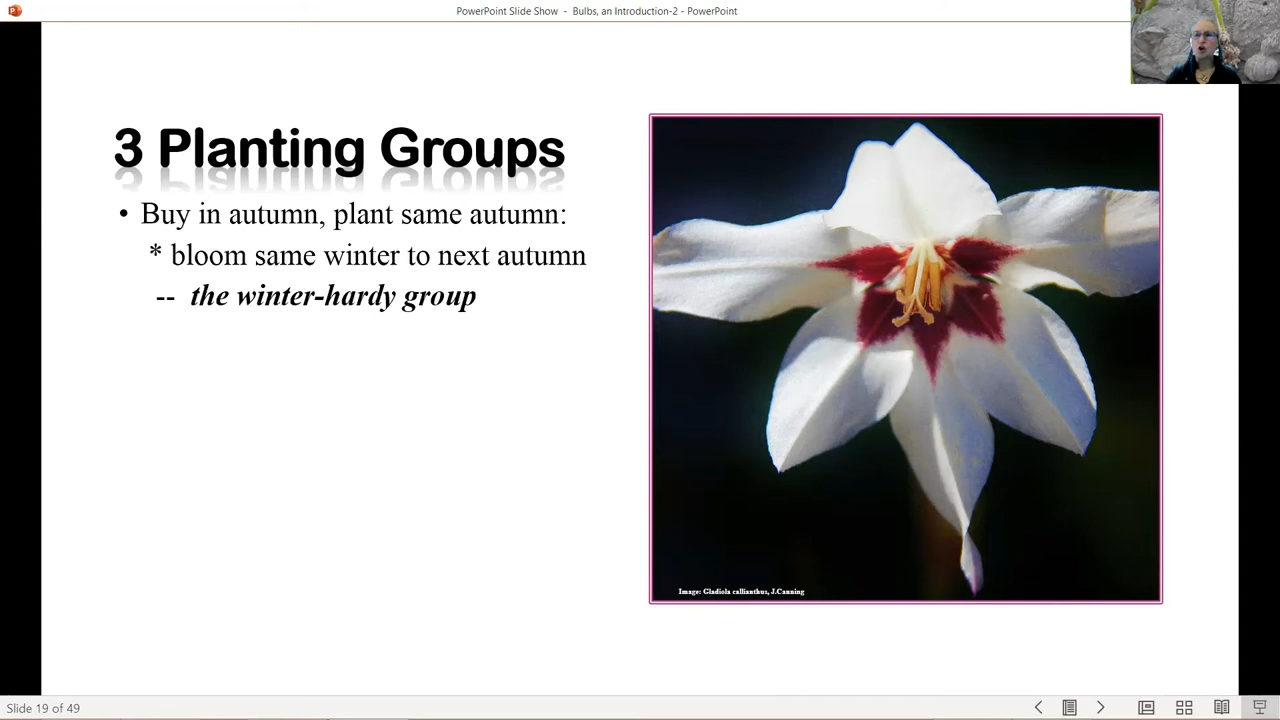 PowerPoint Slide Show - Bulbs, an Introduction-2 - PowerPoint
3 Planting Groups
• Buy in autumn, plant same autumn:
* bloom same winter to next autumn
-- the winter-hardy group
Image: Gladiola callianthus, J.Canning
Slide 19 of 49